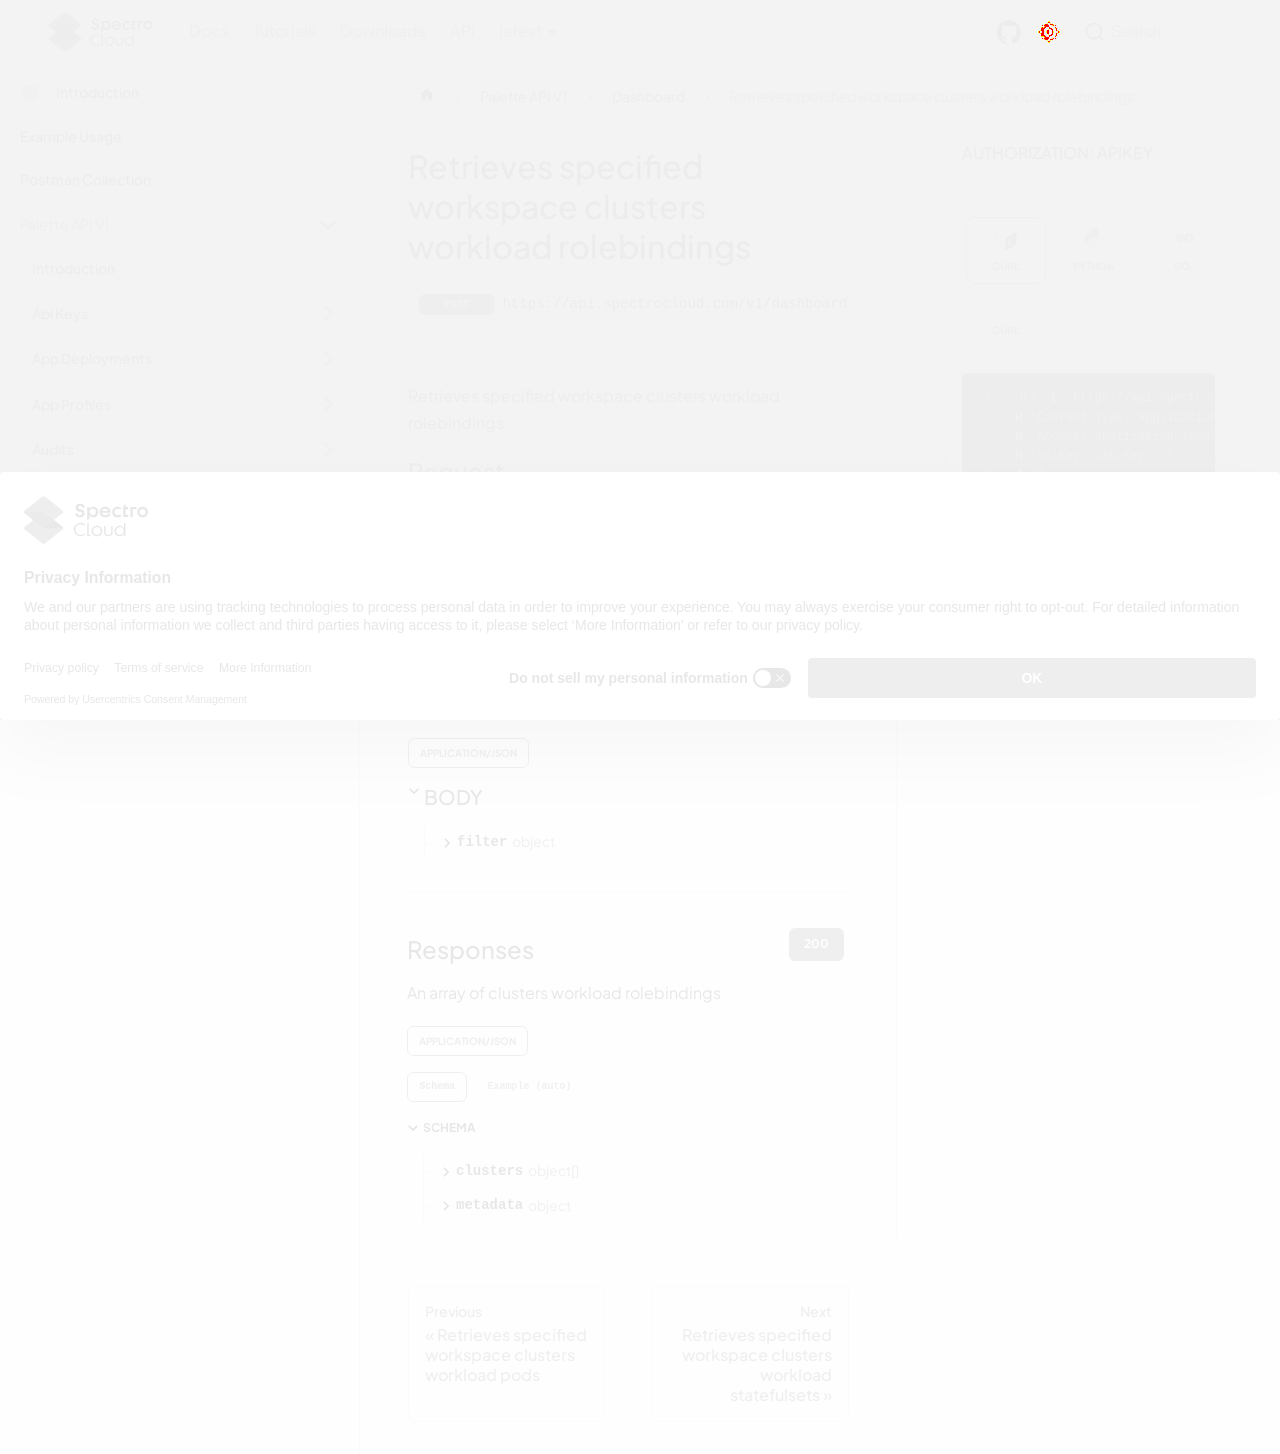 Spectro Cloud
Docs Tutorials Downloads API latest
Search
Introduction
Example Usage
Postman Collection
Palette API V1
Introduction
Api Keys
App Deployments
App Profiles
Audits
Palette API V1 Dashboard Retrieves specified workspace clusters workload rolebindings
Retrieves specified
workspace clusters
workload rolebindings
POST https://api.spectrocloud.com/v1/dashboard
Retrieves specified workspace clusters workload
rolebindings
Request
AUTHORIZATION: APIKEY
CURL PYTHON GO
CURL
Spectro Cloud
Privacy Information
We and our partners are using tracking technologies to process personal data in order to improve your experience. You may always exercise your consumer right to opt-out. For detailed information
about personal information we collect and third parties having access to it, please select 'More Information' or refer to our privacy policy.
Privacy policy Terms of service More Information
Do not sell my personal information
OK
Powered by Usercentrics Consent Management
APPLICATION/JSON
BODY
filter object
Responses
200
An array of clusters workload rolebindings
APPLICATION/JSON
Schema Example (auto)
SCHEMA
clusters object[]
metadata object
Previous
« Retrieves specified
workspace clusters
workload pods
Next
Retrieves specified
workspace clusters
workload
statefulsets »